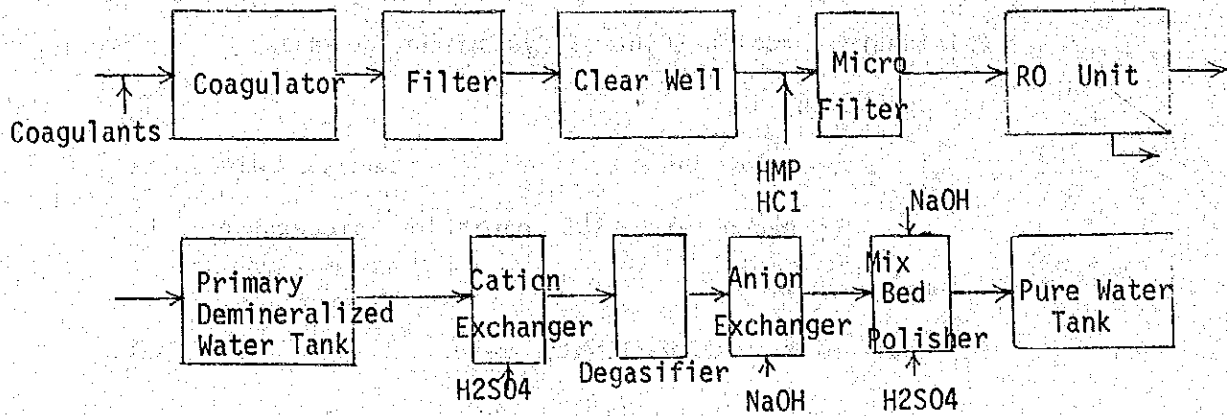 Coagulator
Filter
Clear Well
Micro
Filter
RO Unit
Coagulants
HMP
HCl
NaOH
Primary
Demineralized
Water Tank
Cation
Exchanger
Degasifier
Anion
Exchanger
Mix
Bed
Polisher
Pure Water
Tank
H2SO4
NaOH
H2SO4